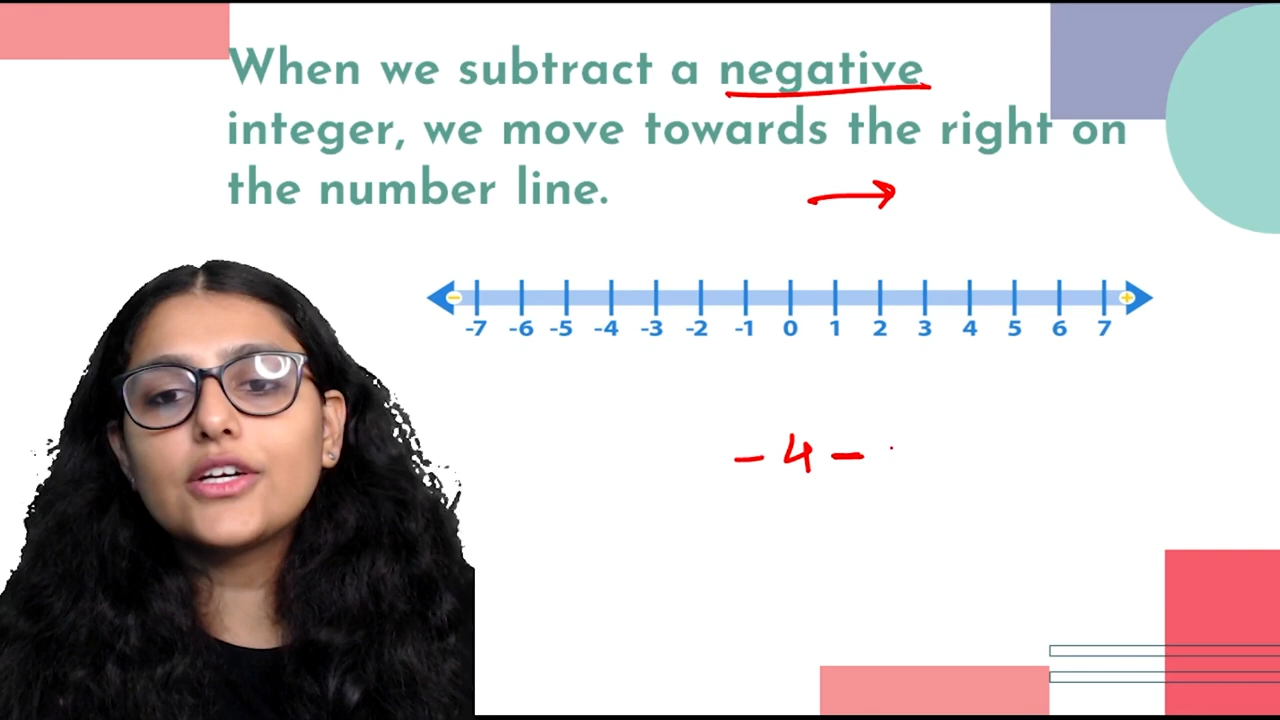 When we subtract a negative
integer, we move towards the right on
the number line.
-7 -6 -5 -4 -3 -2 -1 0 1 2 3 4 5 6 7
- 4 -